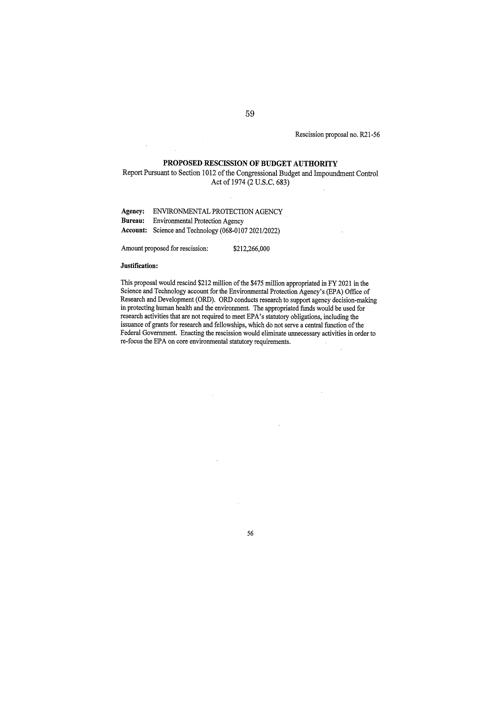 59
Rescission proposal no. R21-56
PROPOSED RESCISSION OF BUDGET AUTHORITY
Report Pursuant to Section 1012 of the Congressional Budget and Impoundment Control
Act of 1974 (2 U.S.C. 683)
Agency: ENVIRONMENTAL PROTECTION AGENCY
Bureau: Environmental Protection Agency
Account: Science and Technology (068-0107 2021/2022)
Amount proposed for rescission: $212,266,000
Justification:
This proposal would rescind $212 million of the $475 million appropriated in FY 2021 in the
Science and Technology account for the Environmental Protection Agency's (EPA) Office of
Research and Development (ORD). ORD conducts research to support agency decision-making
in protecting human health and the environment. The appropriated funds would be used for
research activities that are not required to meet EPA's statutory obligations, including the
issuance of grants for research and fellowships, which do not serve a central function of the
Federal Government. Enacting the rescission would eliminate unnecessary activities in order to
re-focus the EPA on core environmental statutory requirements.
56